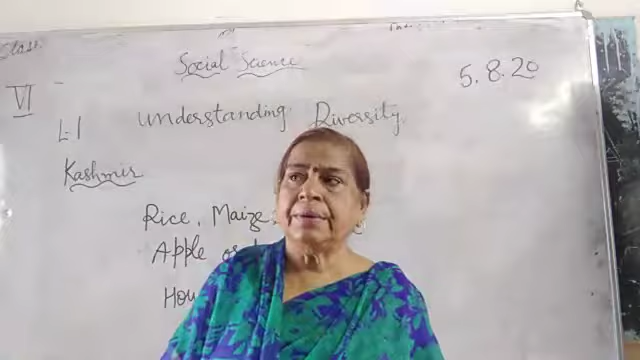 Class
Social Science
5.8.20
VI
L.1 Understanding Diversity
Kashmir
Rice, Maize,
Apple